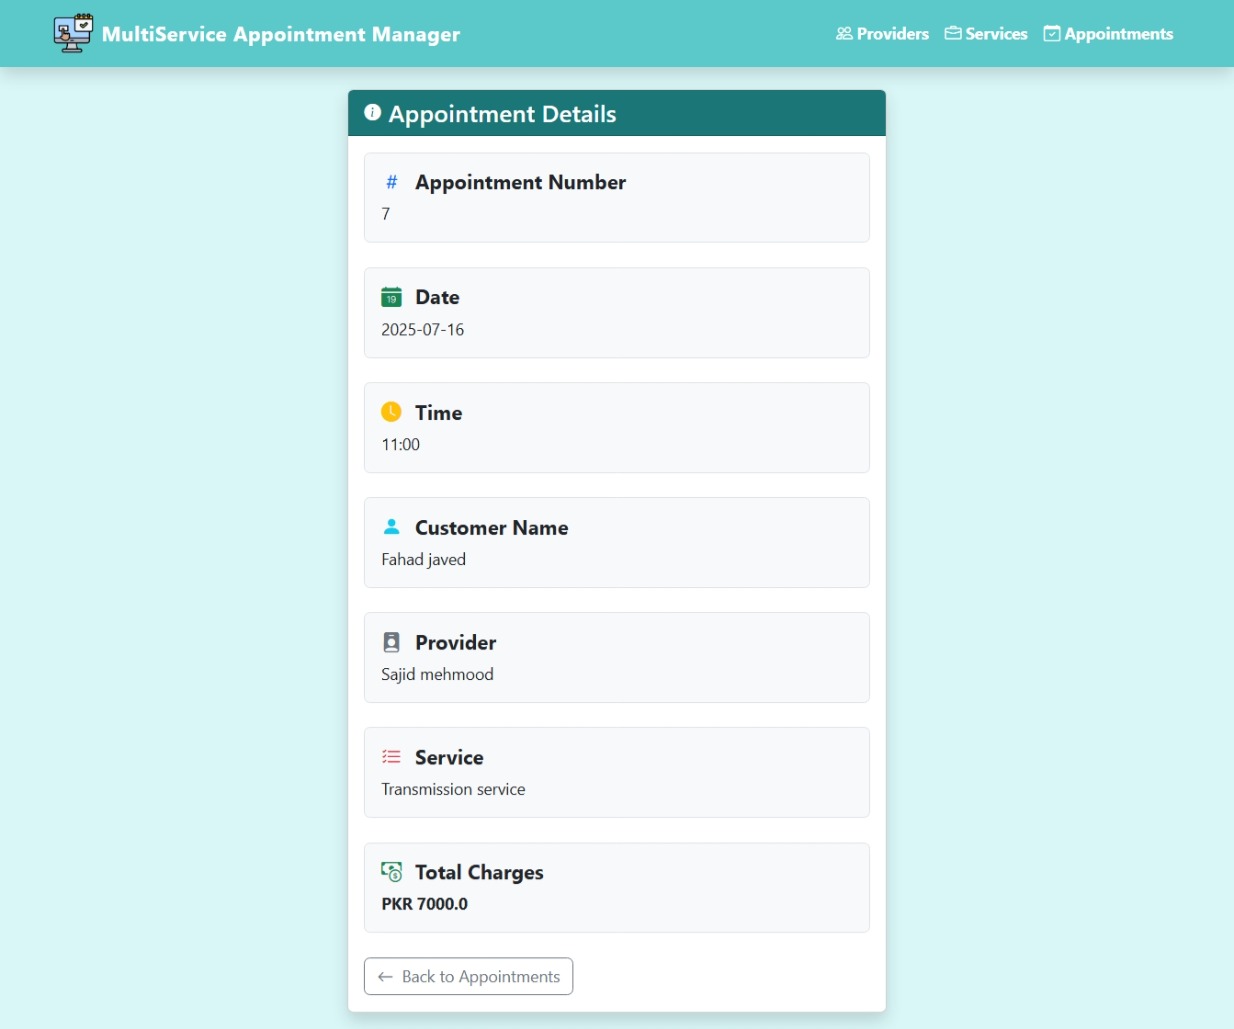 MultiService Appointment Manager
Providers Services Appointments
Appointment Details
# Appointment Number
7
19 Date
2025-07-16
Time
11:00
Customer Name
Fahad javed
Provider
Sajid mehmood
Service
Transmission service
Total Charges
PKR 7000.0
← Back to Appointments